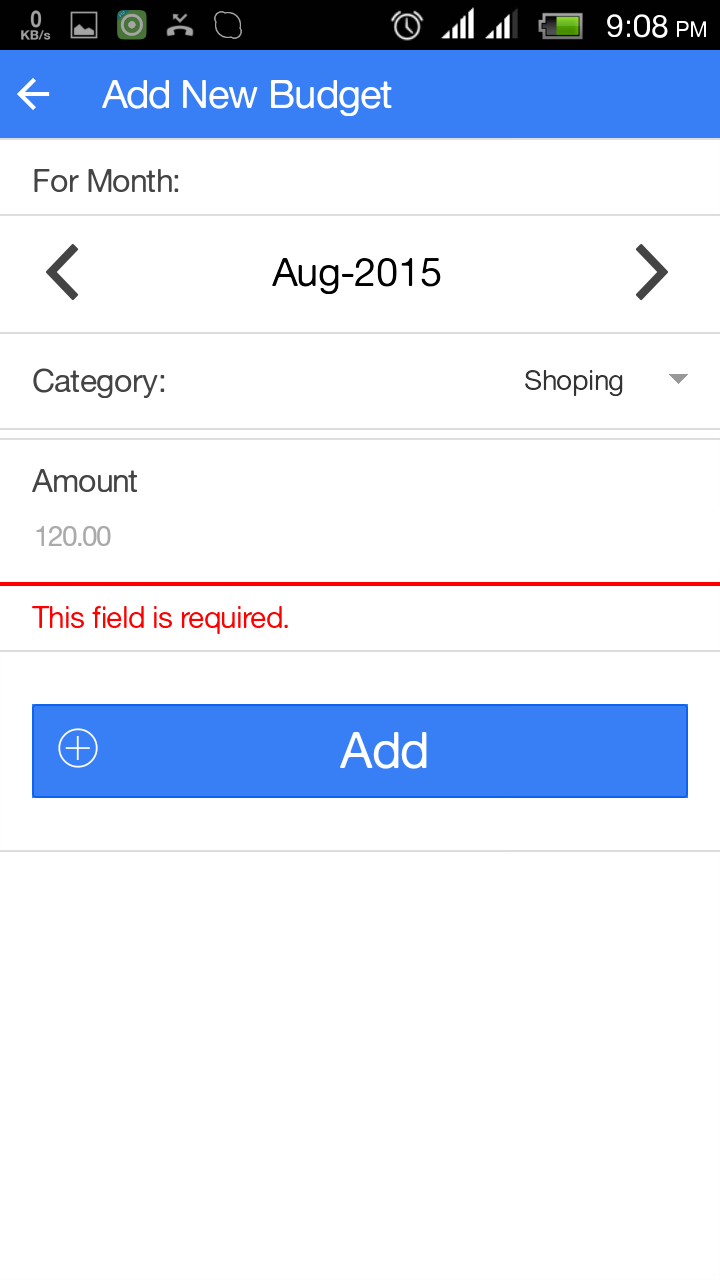 0
KB/s
9:08 PM
Add New Budget
For Month:
Aug-2015
Category:
Shoping
Amount
120.00
This field is required.
Add